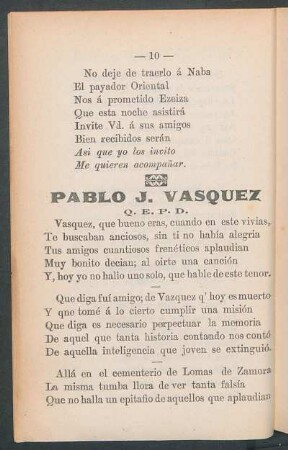 — 10 —
No deje de traerlo á Naba
El payador Oriental
Nos á prometido Ezeiza
Que esta noche asistirá
Invite Vd. á sus amigos
Bien recibidos serán
Asi que yo los invito
Me quieren acompañar.
PABLO J. VASQUEZ
Q. E. P. D.
Vasquez, que bueno eras, cuando en este vivias,
Te buscaban anciosos, sin ti no había alegría
Tus amigos cuantiosos frenéticos aplaudian
Muy bonito decian; al oirte una canción
Y, hoy yo no hallo uno solo, que hable de este tenor.
Que diga fuí amigo; de Vazquez q' hoy es muerto
Y que tomé á lo cierto cumplir una misión
Que diga es necesario perpectuar la memoria
De aquel que tanta historia contando nos contó
De aquella inteligencia que joven se extinguió.
Allá en el cementerio de Lomas de Zamora
La misma tumba llora de ver tanta falsía
Que no halla un epitafio de aquellos que aplaudian